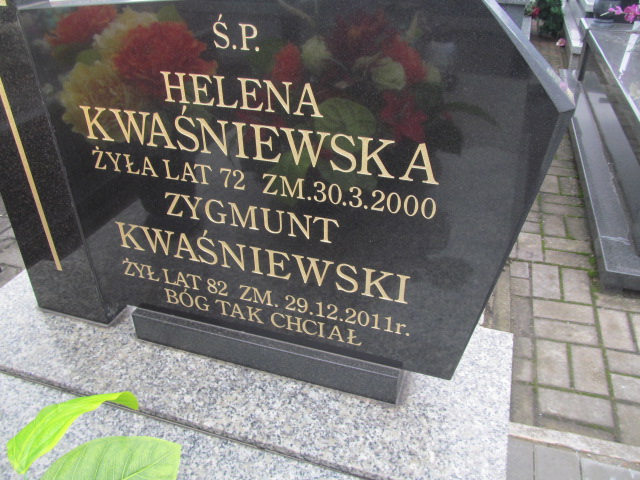 Ś.P.
HELENA
KWAŚNIEWSKA
ŻYŁA LAT 72 ZM.30.3.2000
ZYGMUNT
KWAŚNIEWSKI
ŻYŁ LAT 82 ZM. 29.12.2011r.
BÓG TAK CHCIAŁ